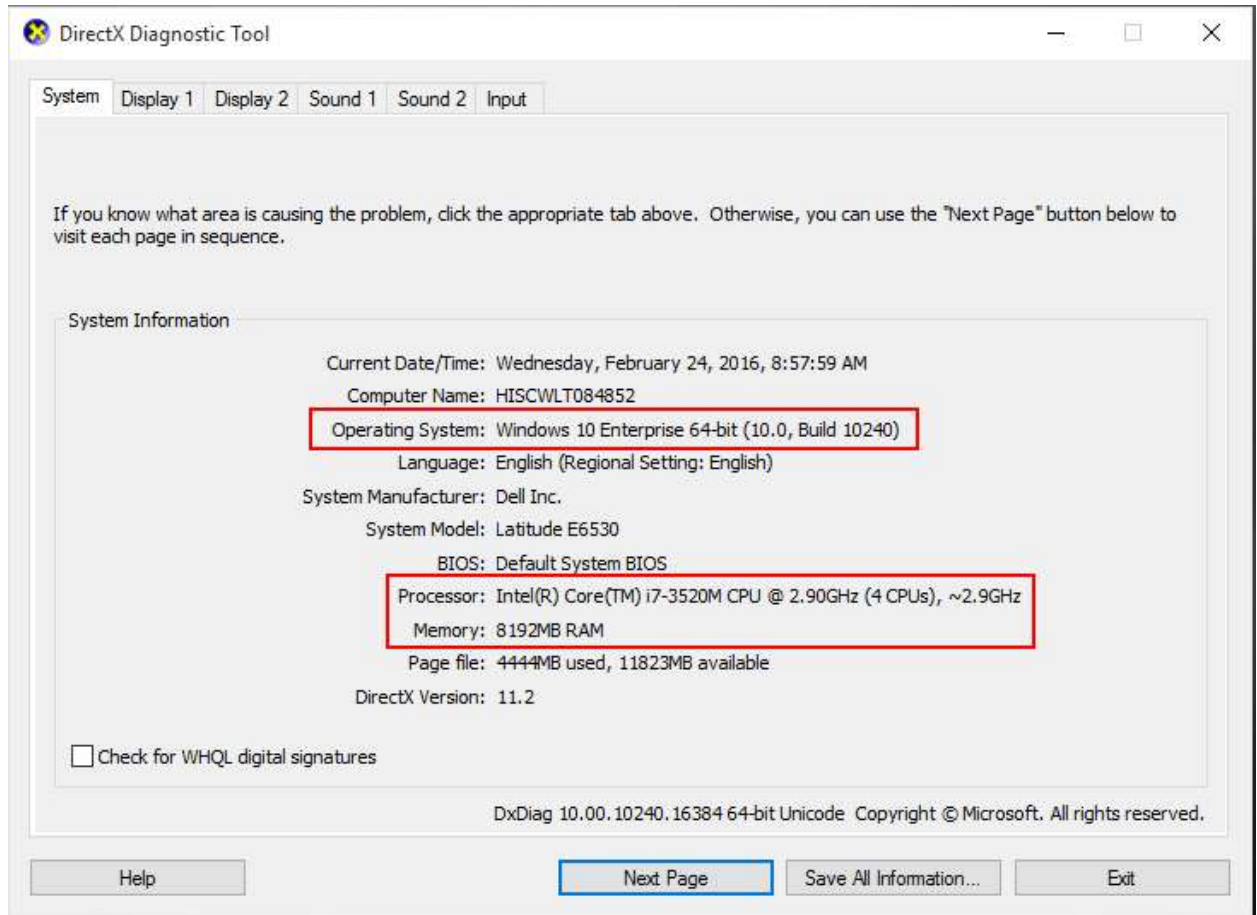 DirectX Diagnostic Tool
System Display 1 Display 2 Sound 1 Sound 2 Input
If you know what area is causing the problem, click the appropriate tab above. Otherwise, you can use the "Next Page" button below to
visit each page in sequence.
System Information
Current Date/Time: Wednesday, February 24, 2016, 8:57:59 AM
Computer Name: HISCWLT084852
Operating System: Windows 10 Enterprise 64-bit (10.0, Build 10240)
Language: English (Regional Setting: English)
System Manufacturer: Dell Inc.
System Model: Latitude E6530
BIOS: Default System BIOS
Processor: Intel(R) Core(TM) i7-3520M CPU @ 2.90GHz (4 CPUs), ~2.9GHz
Memory: 8192MB RAM
Page file: 4444MB used, 11823MB available
DirectX Version: 11.2
Check for WHQL digital signatures
DxDiag 10.00.10240.16384 64-bit Unicode Copyright © Microsoft. All rights reserved.
Help Next Page Save All Information... Exit